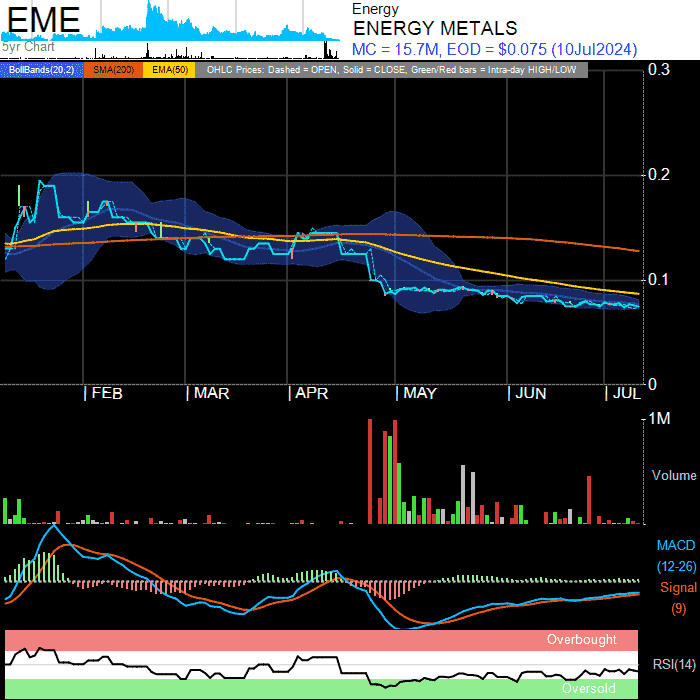 EME
5yr Chart
Energy
ENERGY METALS
MC = 15.7M, EOD = $0.075 (10Jul2024)
BollBands(20,2) SMA(200) EMA(50) OHLC Prices: Dashed = OPEN, Solid = CLOSE, Green/Red bars = Intra-day HIGH/LOW
0.3
0.2
0.1
0
FEB MAR APR MAY JUN JUL
1M
Volume
MACD
(12-26)
Signal
(9)
Overbought
RSI(14)
Oversold